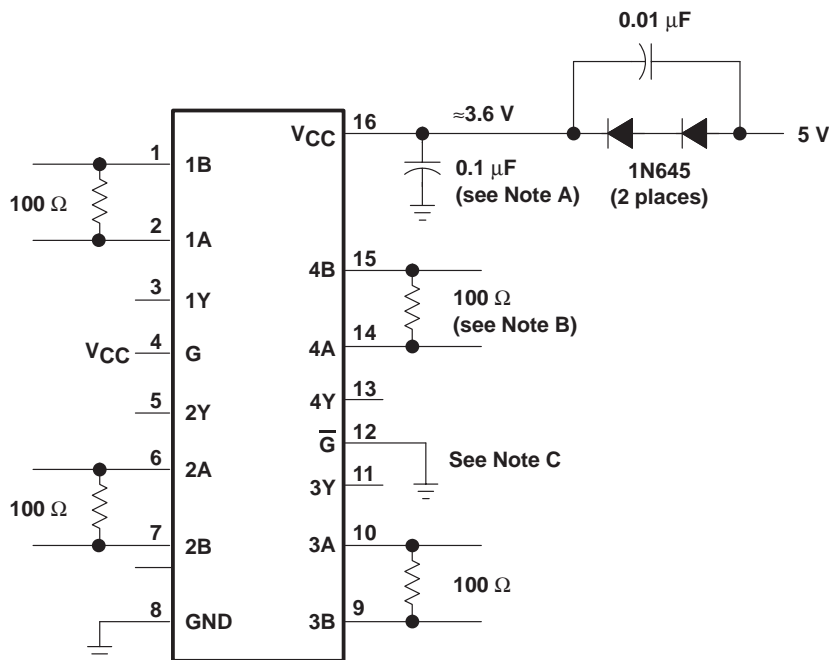 0.01 μF
5 V
1N645
(2 places)
≈3.6 V
16
VCC
0.1 μF
(see Note A)
1
1B
100 Ω
2
1A
3
1Y
VCC
4
G
5
2Y
6
2A
100 Ω
7
2B
8
GND
15
4B
100 Ω
(see Note B)
14
4A
13
4Y
12
G̅
See Note C
11
3Y
10
3A
100 Ω
9
3B